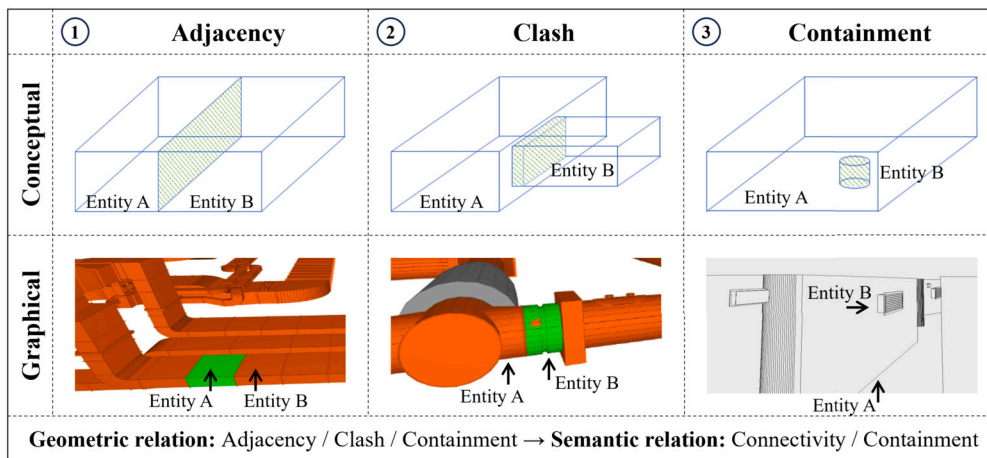 1 Adjacency
2 Clash
3 Containment
Conceptual
Entity A
Entity B
Entity A
Entity B
Entity A
Entity B
Graphical
Entity A
Entity B
Entity A
Entity B
Entity B
Entity A
Geometric relation: Adjacency / Clash / Containment → Semantic relation: Connectivity / Containment